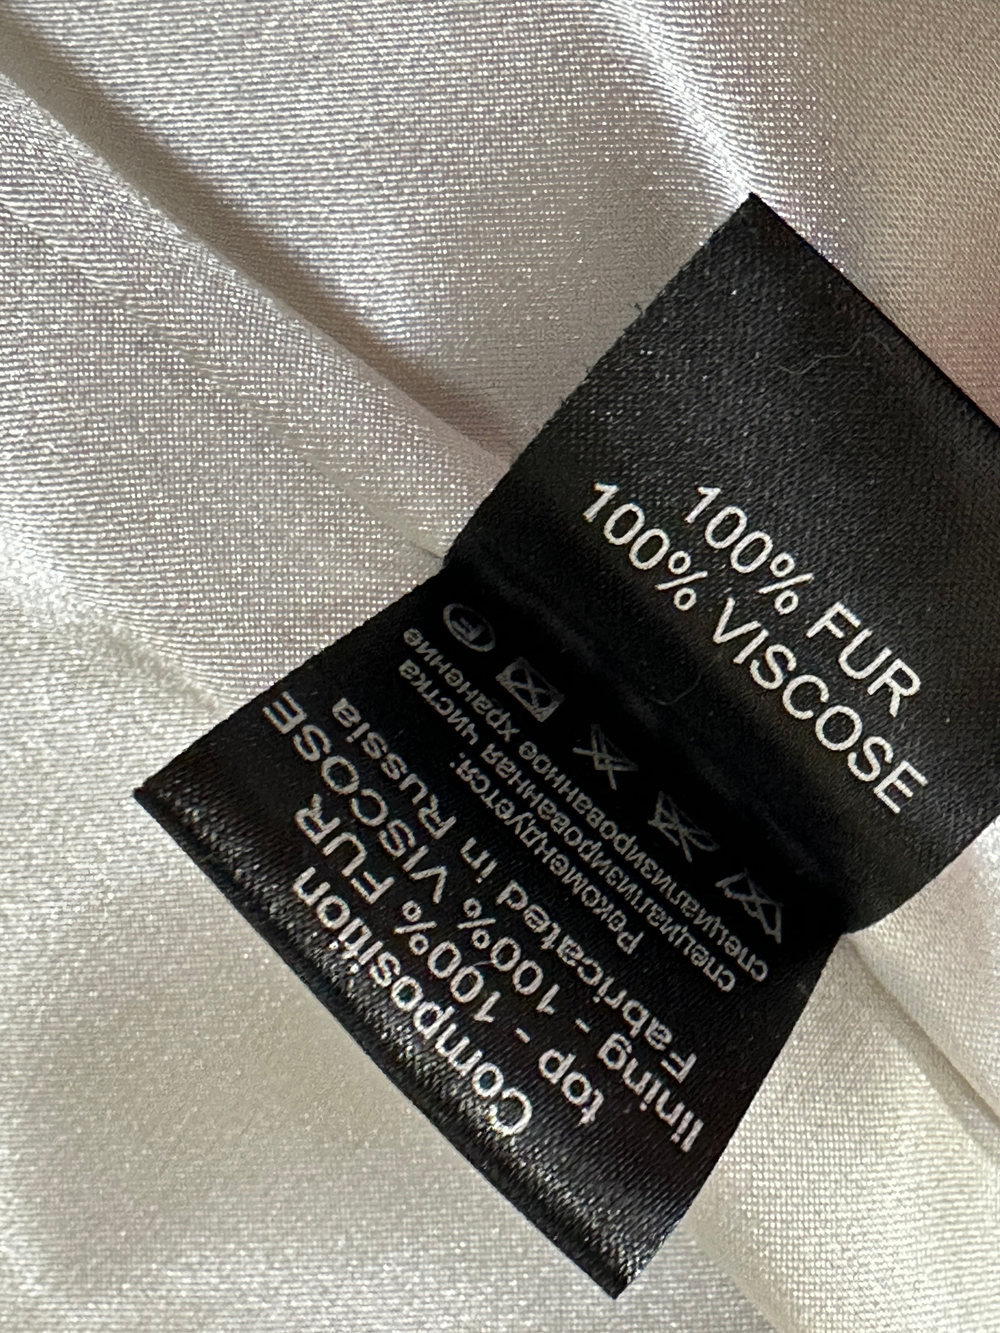 100% FUR
100% VISCOSE
Composition
top - 100% FUR
lining - 100% VISCOSE
Fabricated in Russia
Рекомендуется:
специализированная чистка
специализированное хранение
F